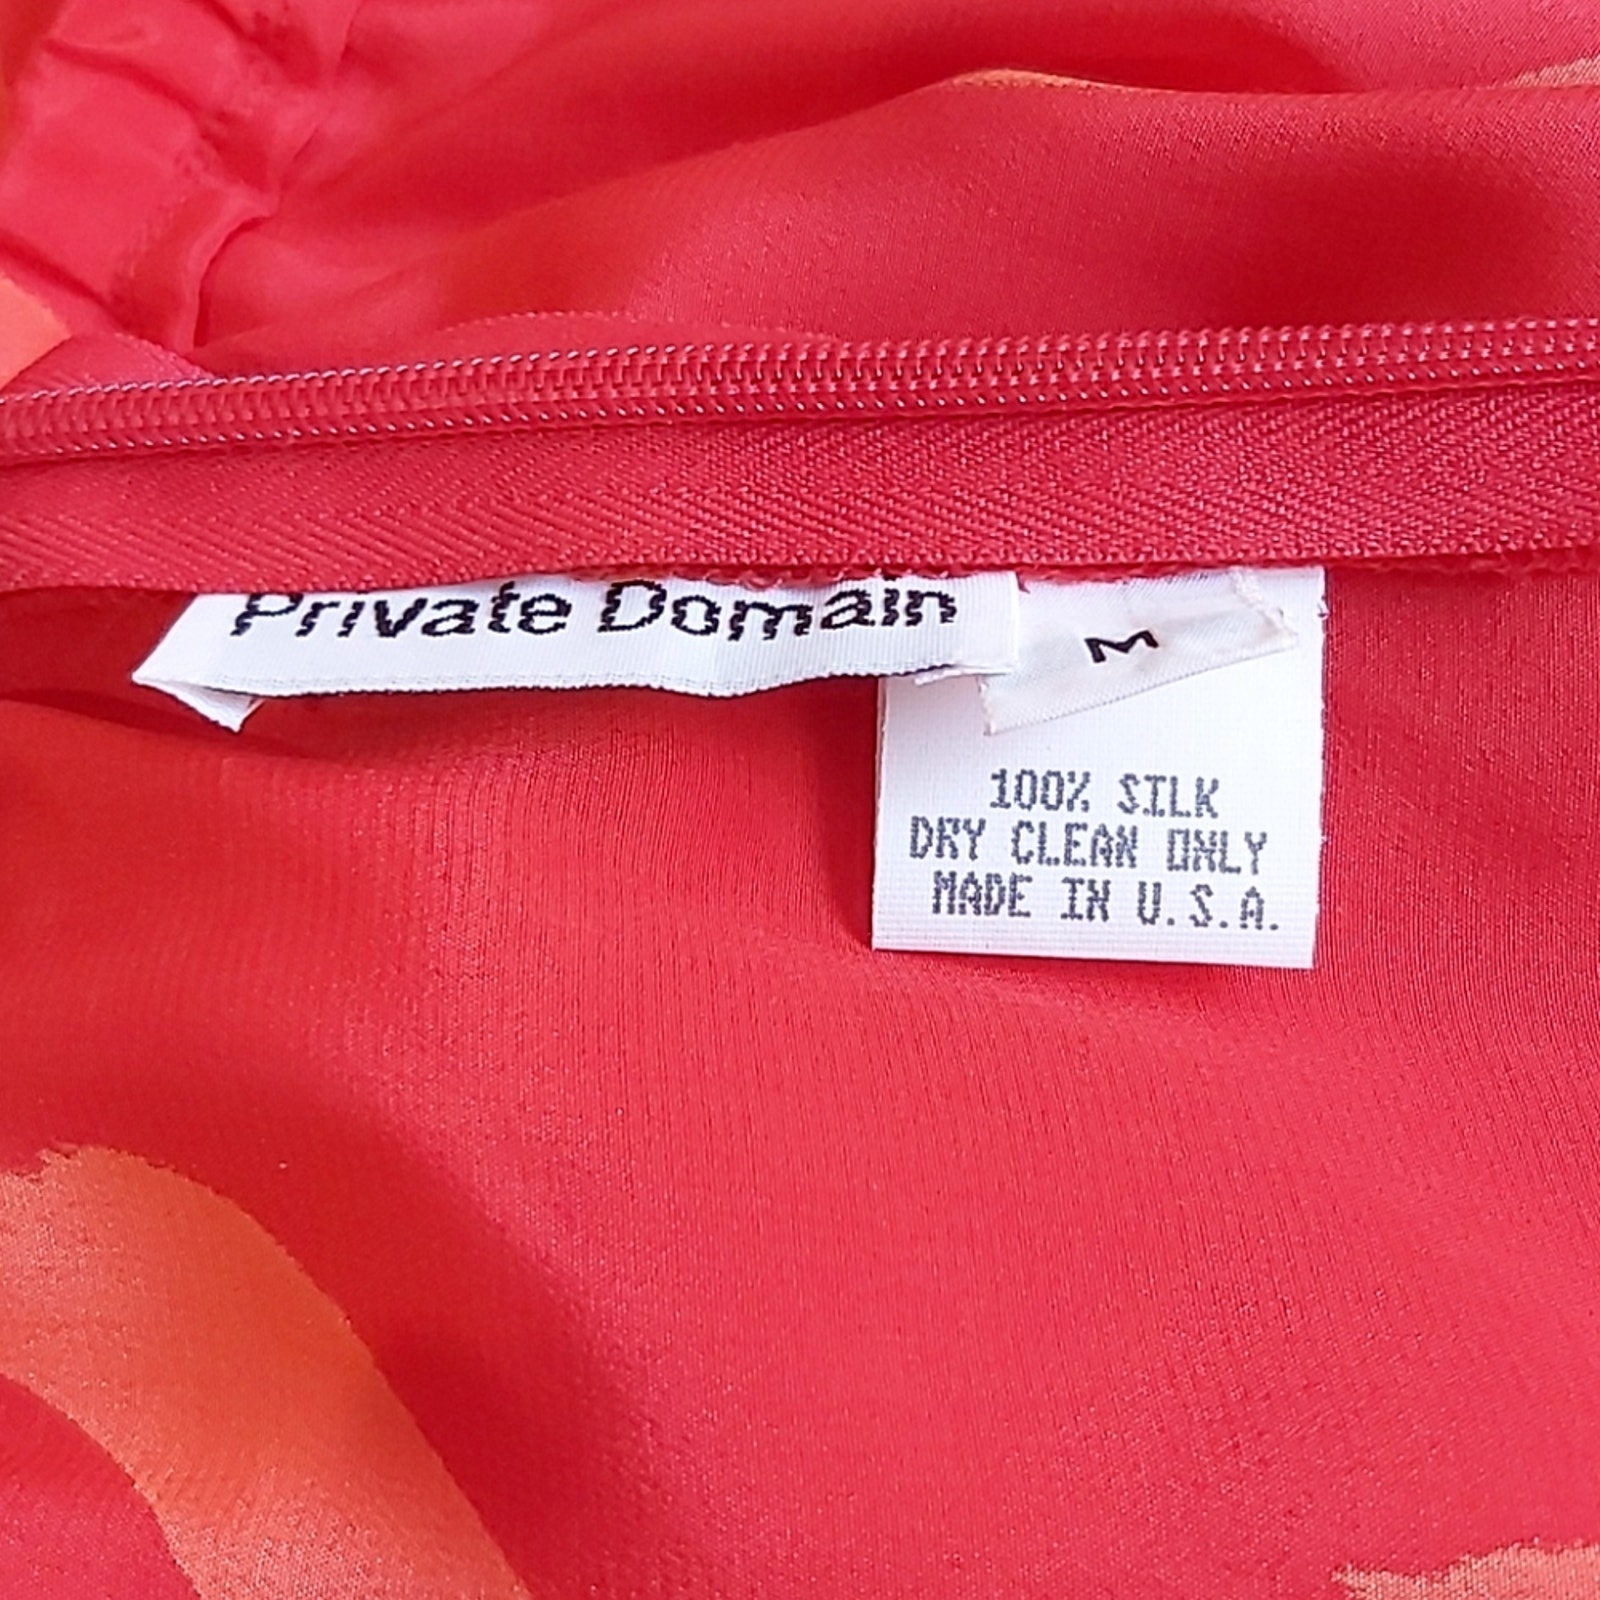 Private Domain
M
100% SILK
DRY CLEAN ONLY
MADE IN U.S.A.